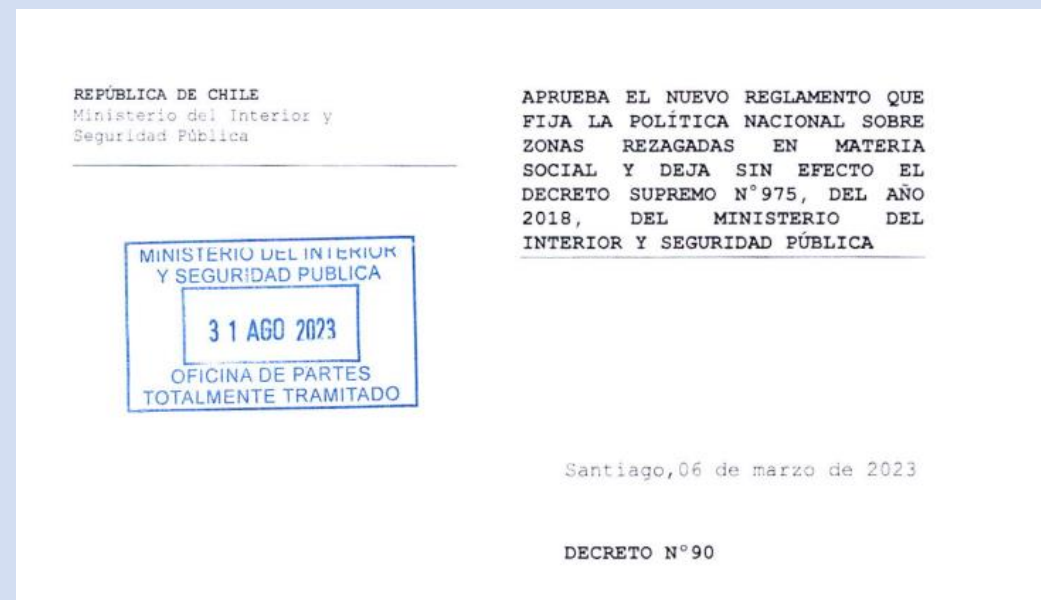 REPÚBLICA DE CHILE
Ministerio del Interior y
Seguridad Pública
APRUEBA EL NUEVO REGLAMENTO QUE
FIJA LA POLÍTICA NACIONAL SOBRE
ZONAS REZAGADAS EN MATERIA
SOCIAL Y DEJA SIN EFECTO EL
DECRETO SUPREMO N°975, DEL AÑO
2018, DEL MINISTERIO DEL
INTERIOR Y SEGURIDAD PÚBLICA
MINISTERIO DEL INTERIOR
Y SEGURIDAD PUBLICA
31 AGO 2023
OFICINA DE PARTES
TOTALMENTE TRAMITADO
Santiago,06 de marzo de 2023
DECRETO N°90